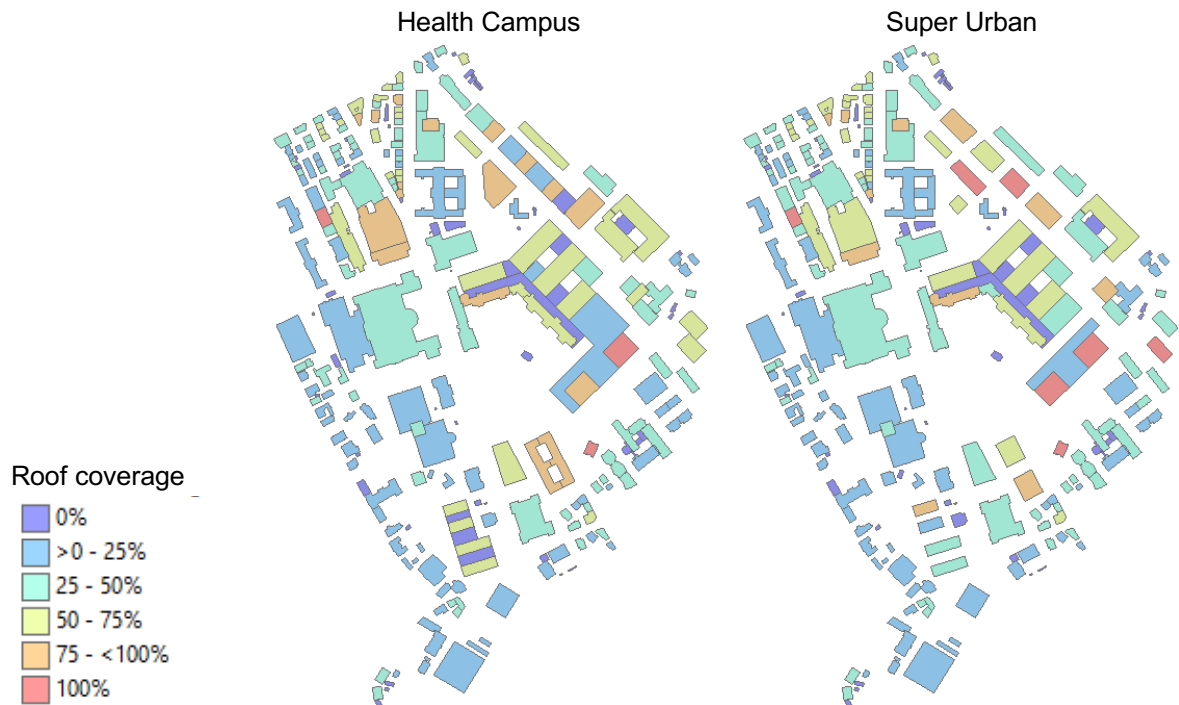 Health Campus
Super Urban
Roof coverage
0%
>0 - 25%
25 - 50%
50 - 75%
75 - <100%
100%